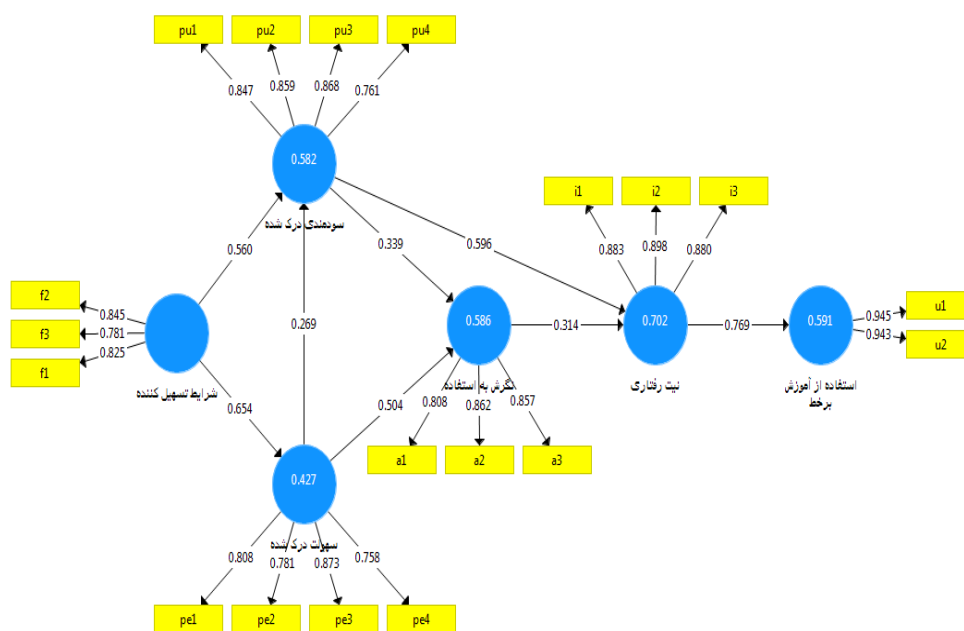 pu1 pu2 pu3 pu4
0.847 0.859 0.868 0.761
0.582
سودمندی درک شده
i1 i2 i3
0.883 0.898 0.880
0.560
0.339
0.596
f2
f3
f1
0.845
0.781
0.825
شرایط تسهیل کننده
0.269
0.586
نگرش به استفاده
0.314
0.702
نیت رفتاری
0.769
0.591
استفاده از آموزش
برخط
0.945
0.943
u1
u2
0.654
0.504
0.808 0.862 0.857
a1 a2 a3
0.427
سهولت درک شده
0.808 0.781 0.873 0.758
pe1 pe2 pe3 pe4